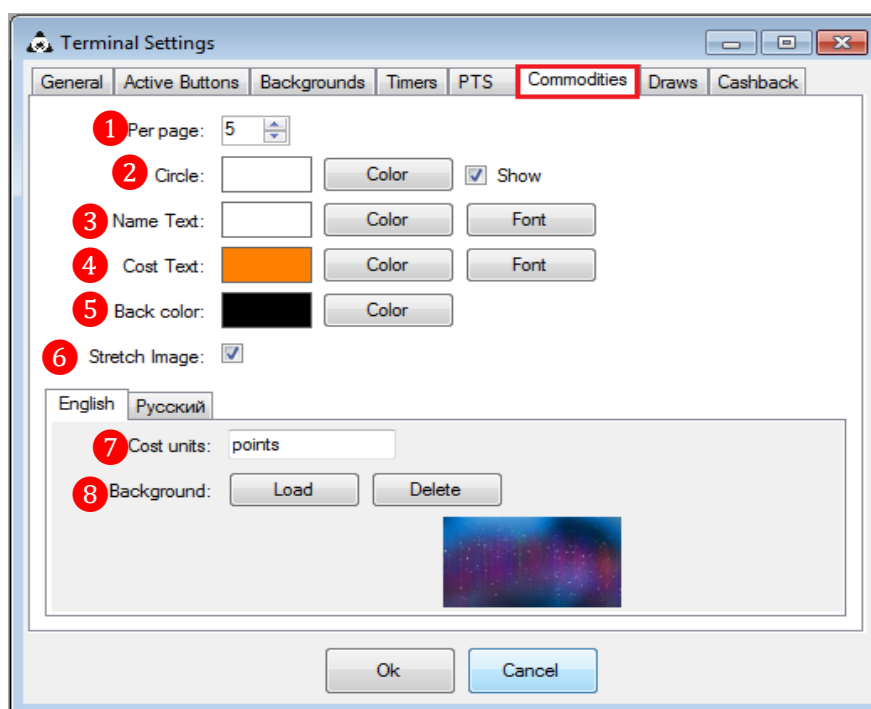 Terminal Settings
General Active Buttons Backgrounds Timers PTS Commodities Draws Cashback
1 Per page: 5
2 Circle: Color Show
3 Name Text: Color Font
4 Cost Text: Color Font
5 Back color: Color
6 Stretch Image:
English Русский
7 Cost units: points
8 Background: Load Delete
Ok Cancel